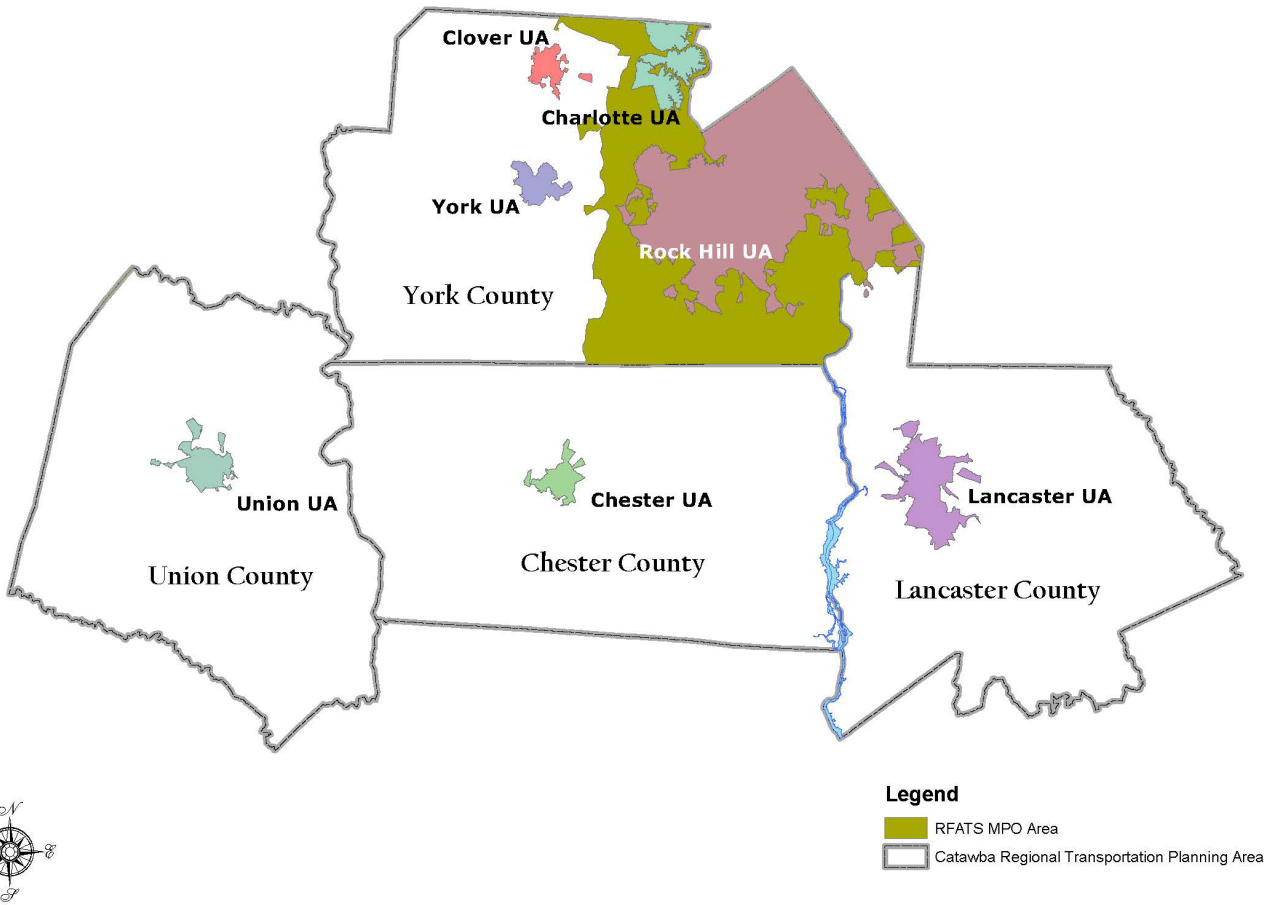 Clover UA
Charlotte UA
York UA
Rock Hill UA
York County
Union UA
Chester UA
Lancaster UA
Union County
Chester County
Lancaster County
Legend
RFATS MPO Area
Catawba Regional Transportation Planning Area
N
E
S